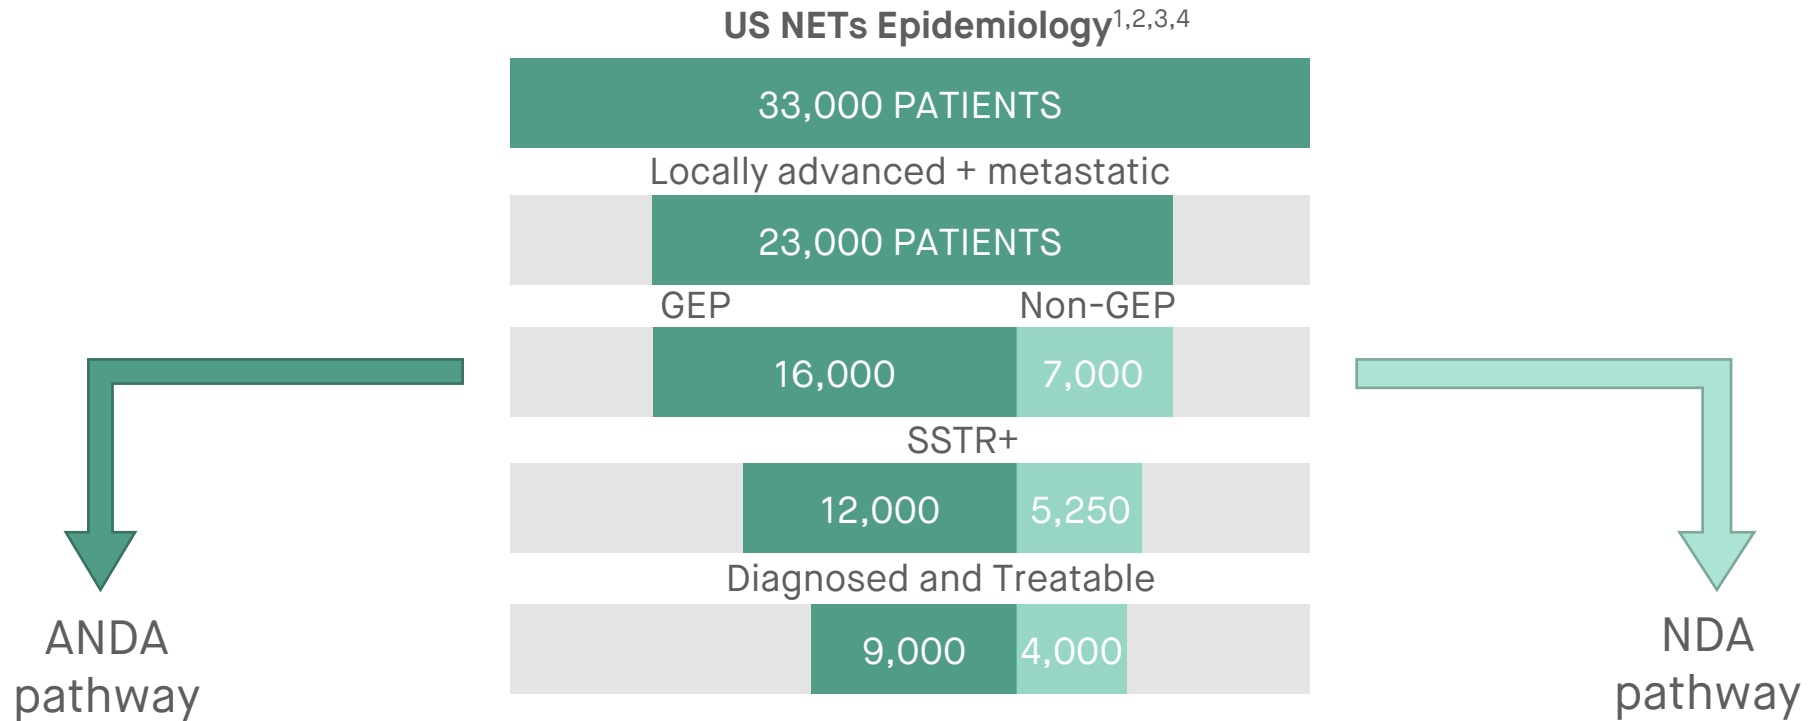 US NETs Epidemiology1,2,3,4
33,000 PATIENTS
Locally advanced + metastatic
23,000 PATIENTS
GEP Non-GEP
16,000 7,000
SSTR+
12,000 5,250
Diagnosed and Treatable
9,000 4,000
ANDA
pathway
NDA
pathway